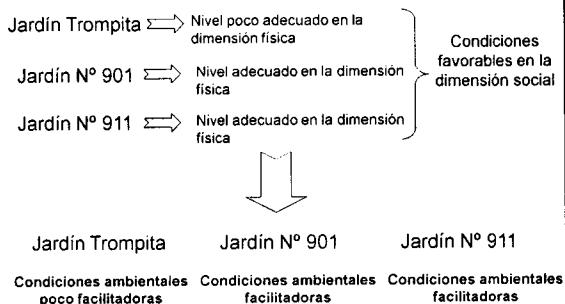 Jardín Trompita
Nivel poco adecuado en la
dimensión física
Jardín Nº 901
Nivel adecuado en la dimensión
física
Jardín Nº 911
Nivel adecuado en la dimensión
física
Condiciones
favorables en la
dimensión social
Jardín Trompita
Jardín Nº 901
Jardín Nº 911
Condiciones ambientales
poco facilitadoras
Condiciones ambientales
facilitadoras
Condiciones ambientales
facilitadoras